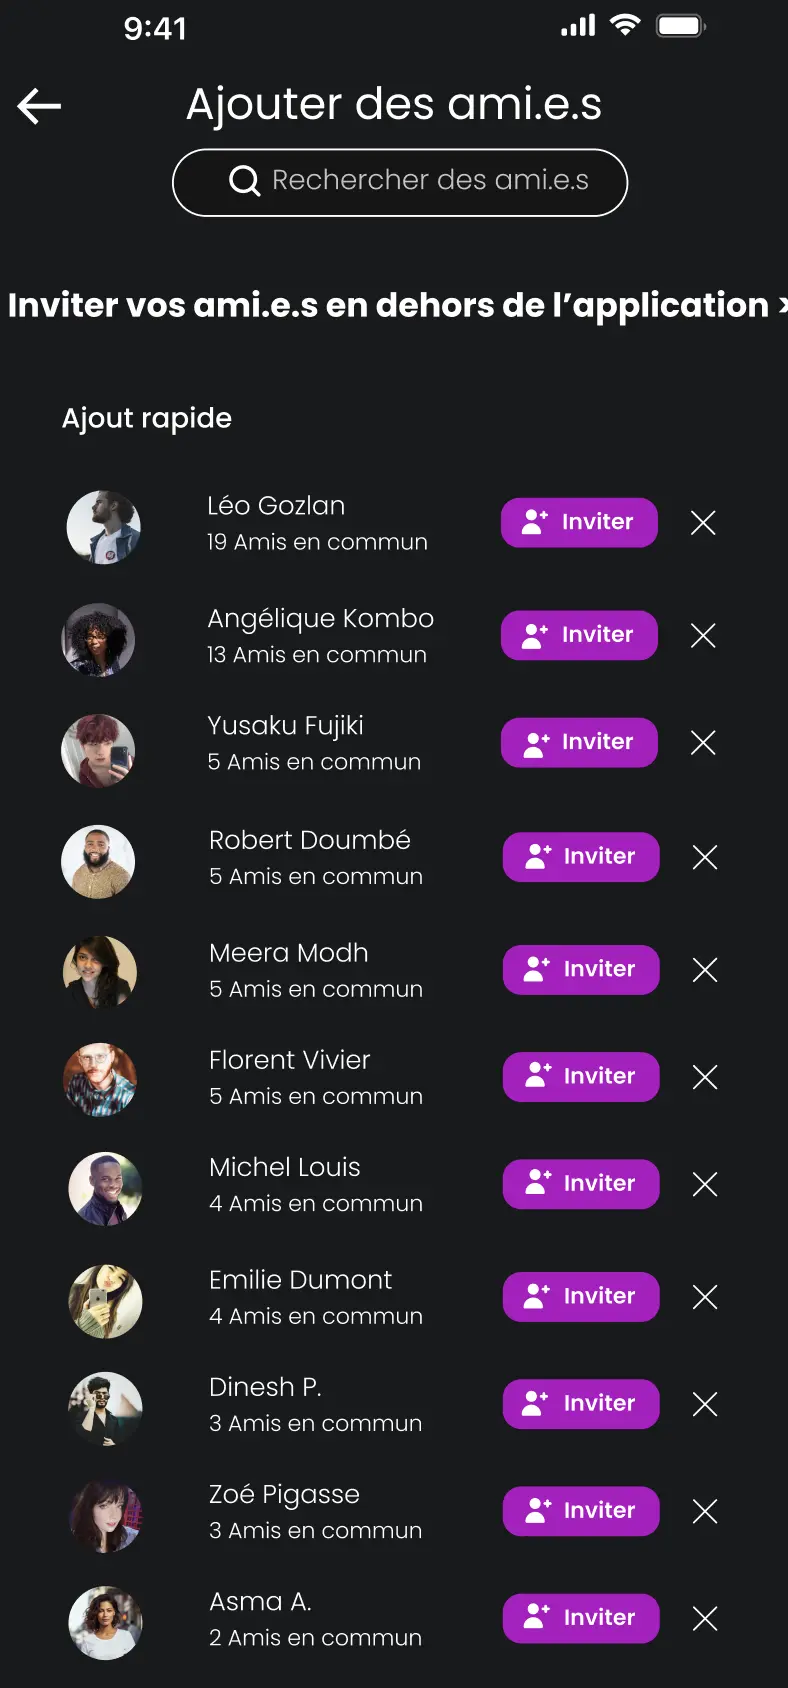 9:41
Ajouter des ami.e.s
Rechercher des ami.e.s
Inviter vos ami.e.s en dehors de l’application >
Ajout rapide
Léo Gozlan
19 Amis en commun
Inviter
Angélique Kombo
13 Amis en commun
Inviter
Yusaku Fujiki
5 Amis en commun
Inviter
Robert Doumbé
5 Amis en commun
Inviter
Meera Modh
5 Amis en commun
Inviter
Florent Vivier
5 Amis en commun
Inviter
Michel Louis
4 Amis en commun
Inviter
Emilie Dumont
4 Amis en commun
Inviter
Dinesh P.
3 Amis en commun
Inviter
Zoé Pigasse
3 Amis en commun
Inviter
Asma A.
2 Amis en commun
Inviter